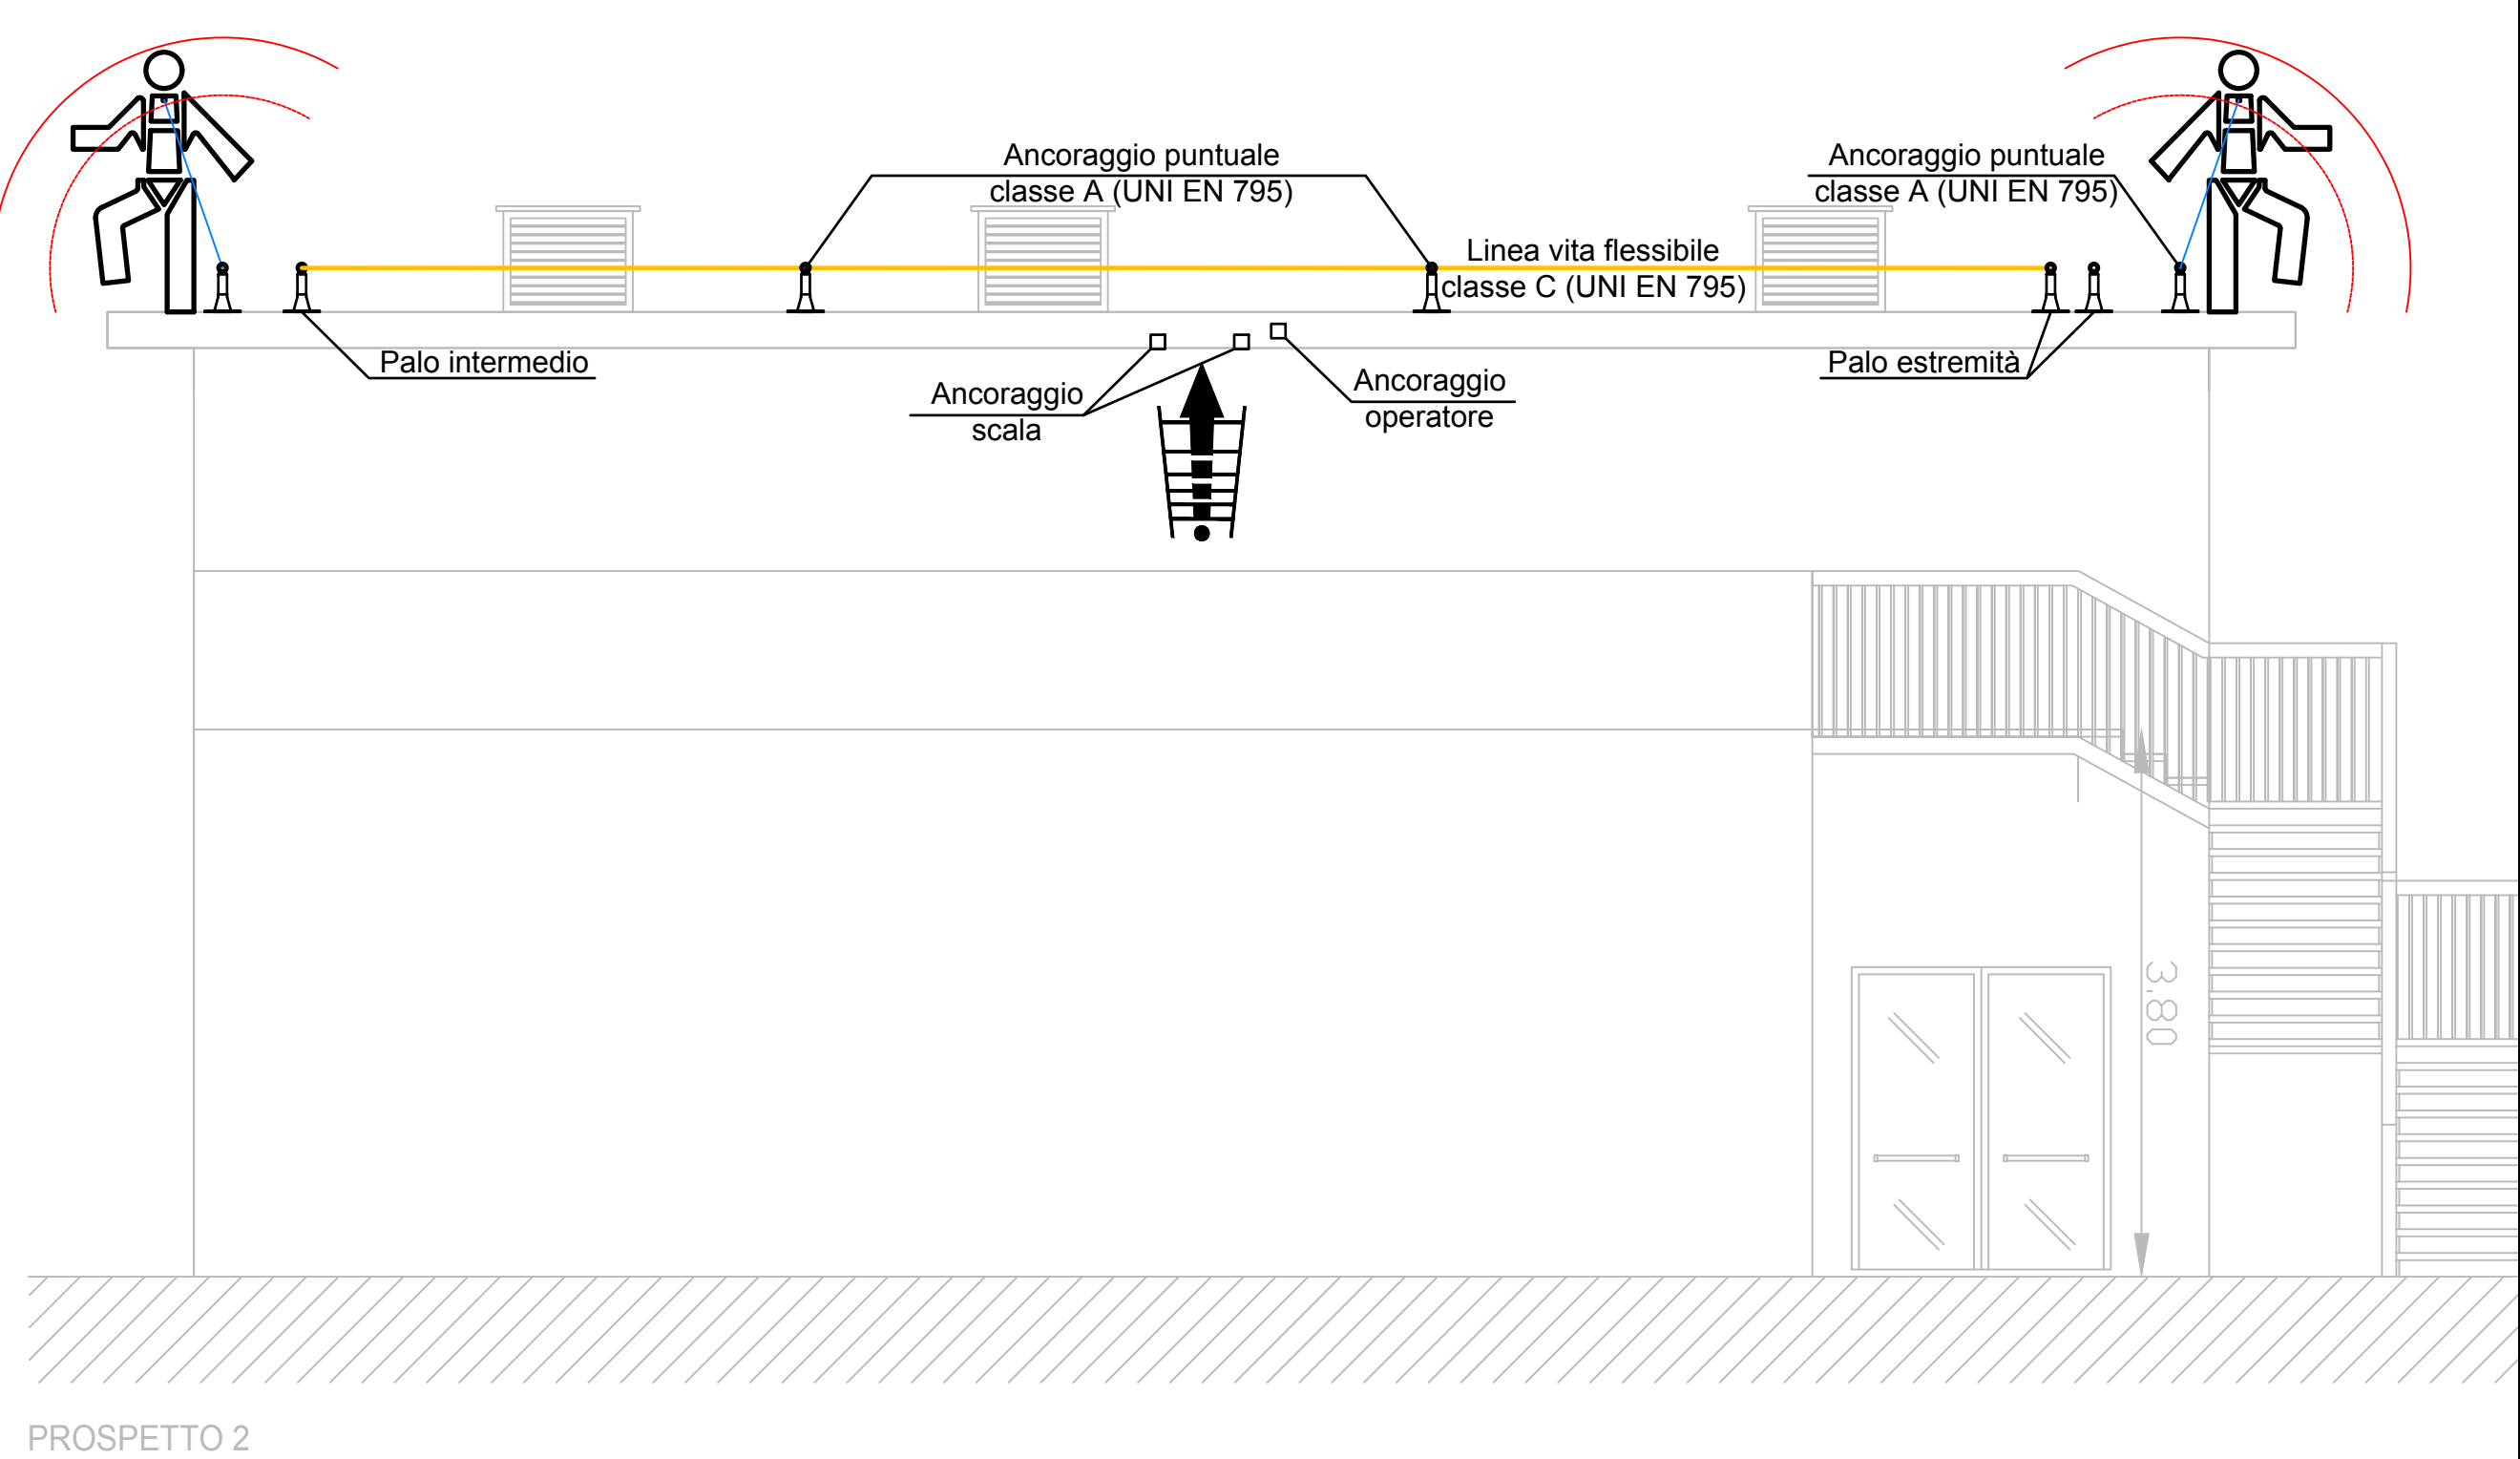 Ancoraggio puntuale
classe A (UNI EN 795)
Ancoraggio puntuale
classe A (UNI EN 795)
Linea vita flessibile
classe C (UNI EN 795)
Palo intermedio
Ancoraggio
scala
Ancoraggio
operatore
Palo estremità
3,80
PROSPETTO 2